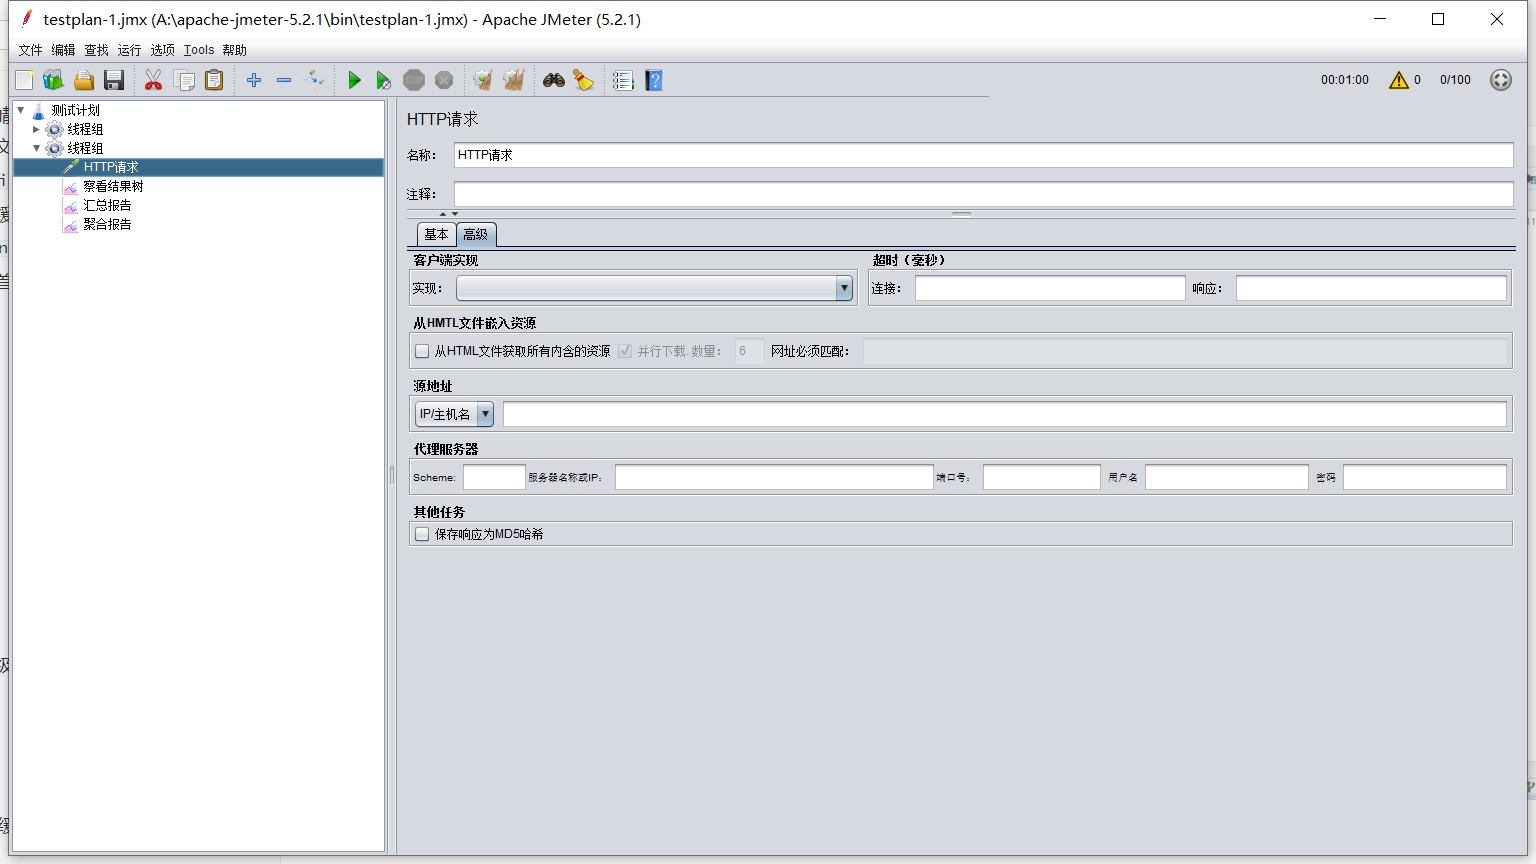 testplan-1.jmx (A:\apache-jmeter-5.2.1\bin\testplan-1.jmx) - Apache JMeter (5.2.1)
文件 编辑 查找 运行 选项 Tools 帮助
STOP 00:01:00 0 0/100
测试计划
线程组
线程组
HTTP请求
察看结果树
汇总报告
聚合报告
HTTP请求
名称： HTTP请求
注释：
基本 高级
客户端实现 超时（毫秒）
实现： 连接： 响应：
从HMTL文件嵌入资源
从HTML文件获取所有内含的资源 并行下载. 数量： 6 网址必须匹配：
源地址
IP/主机名
代理服务器
Scheme: 服务器名称或IP： 端口号： 用户名 密码
其他任务
保存响应为MD5哈希